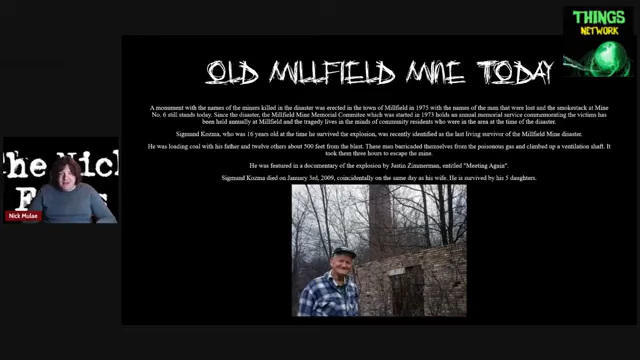 THINGS
NETWORK
OLD MILLFIELD MINE TODAY
A monument with the names of the miners killed in the disaster was erected in the town of Millfield in 1975 with the names of the man that were lost and the smokestack at Mine
No. 6 still stands today. Since the disaster, the Millfield Mine Memorial Commitee which was started in 1973 holds an annual memorial service commemorating the victims has
been held annually at Millfield and the tragedy lives in the minds of community residents who were in the area at the time of the disaster.
Sigmund Kozma, who was 16 years old at the time he survived the explosion, was recently identified as the last living survivor of the Millfield Mine disaster.
He was loading coal with his father and twelve others about 500 feet from the blast. These man barricaded themselves from the poisonous gas and climbed up a ventilation shaft. It
took them three hours to escape the mine.
He was featured in a documentary of the explosion by Justin Zimmerman, entitled "Meeting Again".
Sigmund Kozma died on January 3rd, 2009, coincidentally on the same day as his wife. He is survived by his 5 daughters.
he Nick
Nick Mulae